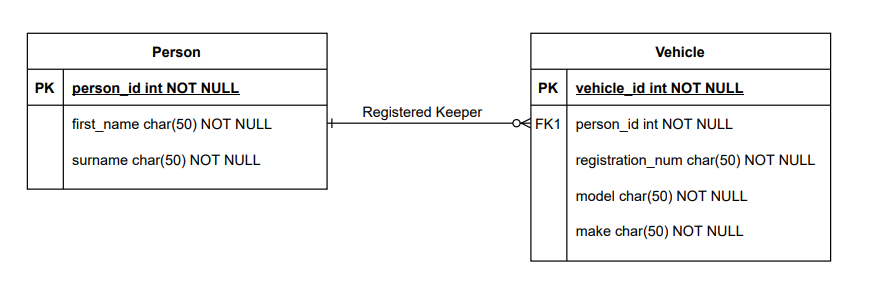 Person
PK person_id int NOT NULL
first_name char(50) NOT NULL
surname char(50) NOT NULL
Registered Keeper
Vehicle
PK vehicle_id int NOT NULL
FK1 person_id int NOT NULL
registration_num char(50) NOT NULL
model char(50) NOT NULL
make char(50) NOT NULL